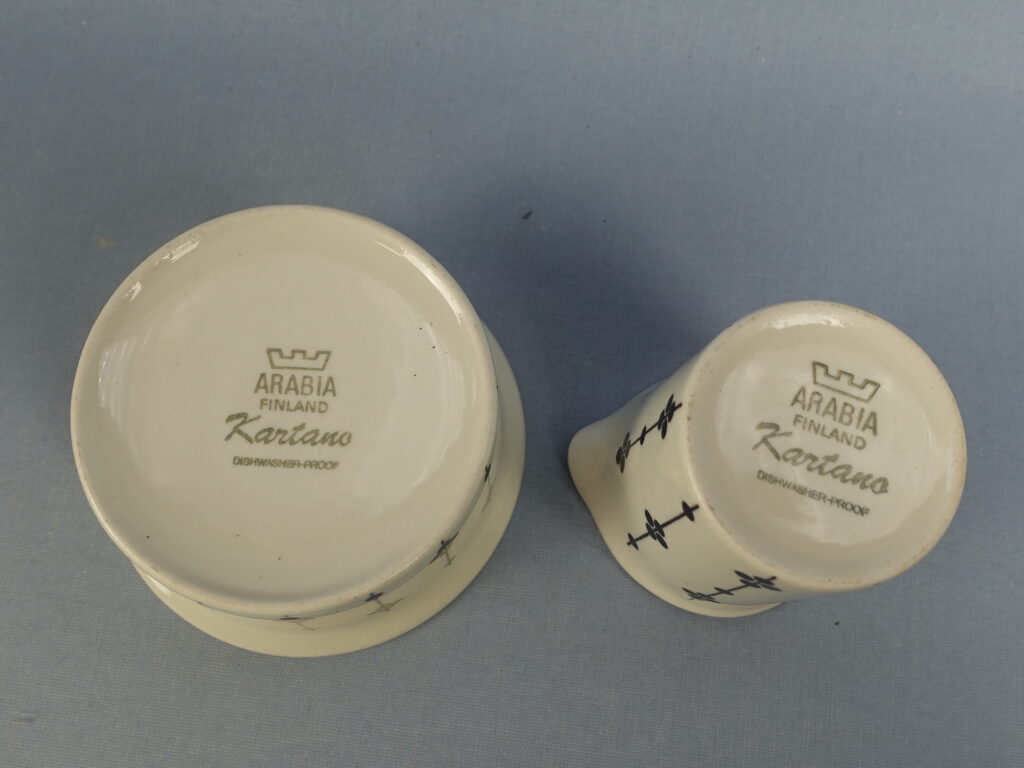 ARABIA
FINLAND
Kartano
DISHWASHER-PROOF
ARABIA
FINLAND
Kartano
DISHWASHER-PROOF